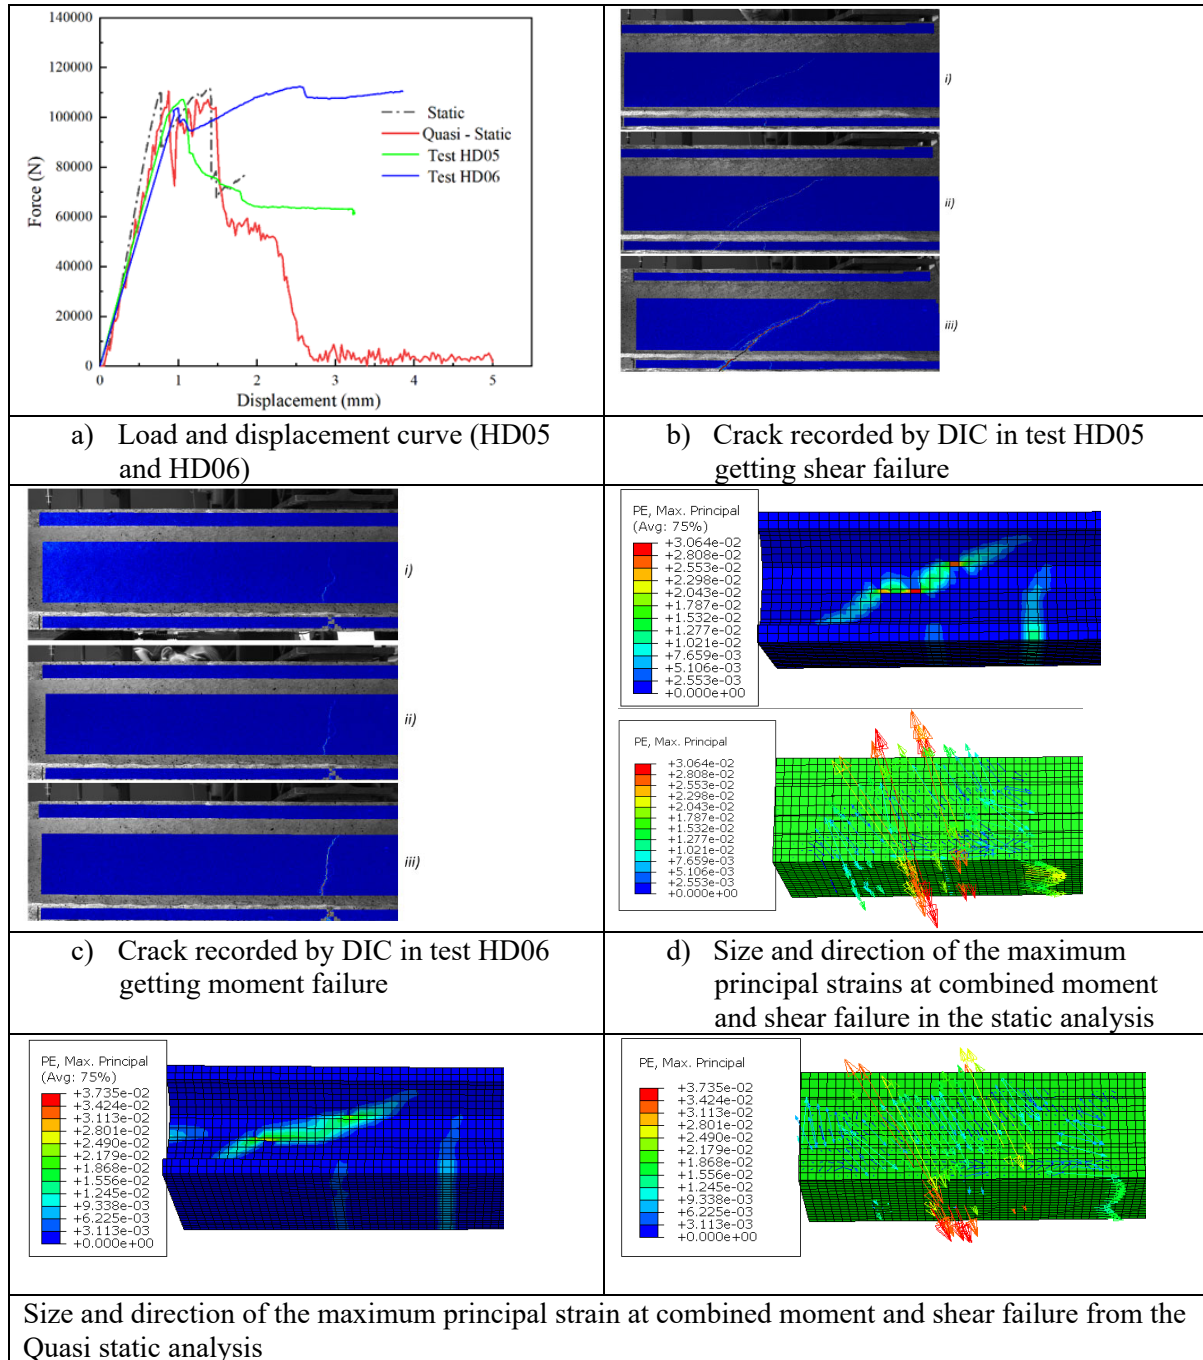 140000
120000
100000
80000
60000
40000
20000
0
Force (N)
0 1 2 3 4 5
Displacement (mm)
Static
Quasi - Static
Test HD05
Test HD06
i)
ii)
iii)
a) Load and displacement curve (HD05
and HD06)
b) Crack recorded by DIC in test HD05
getting shear failure
i)
ii)
iii)
PE, Max. Principal
(Avg: 75%)
+3.064e-02
+2.808e-02
+2.553e-02
+2.298e-02
+2.043e-02
+1.787e-02
+1.532e-02
+1.277e-02
+1.021e-02
+7.659e-03
+5.106e-03
+2.553e-03
+0.000e+00
PE, Max. Principal
+3.064e-02
+2.808e-02
+2.553e-02
+2.298e-02
+2.043e-02
+1.787e-02
+1.532e-02
+1.277e-02
+1.021e-02
+7.659e-03
+5.106e-03
+2.553e-03
+0.000e+00
c) Crack recorded by DIC in test HD06
getting moment failure
d) Size and direction of the maximum
principal strains at combined moment
and shear failure in the static analysis
PE, Max. Principal
(Avg: 75%)
+3.735e-02
+3.424e-02
+3.113e-02
+2.801e-02
+2.490e-02
+2.179e-02
+1.868e-02
+1.556e-02
+1.245e-02
+9.338e-03
+6.225e-03
+3.113e-03
+0.000e+00
PE, Max. Principal
+3.735e-02
+3.424e-02
+3.113e-02
+2.801e-02
+2.490e-02
+2.179e-02
+1.868e-02
+1.556e-02
+1.245e-02
+9.338e-03
+6.225e-03
+3.113e-03
+0.000e+00
Size and direction of the maximum principal strain at combined moment and shear failure from the
Quasi static analysis